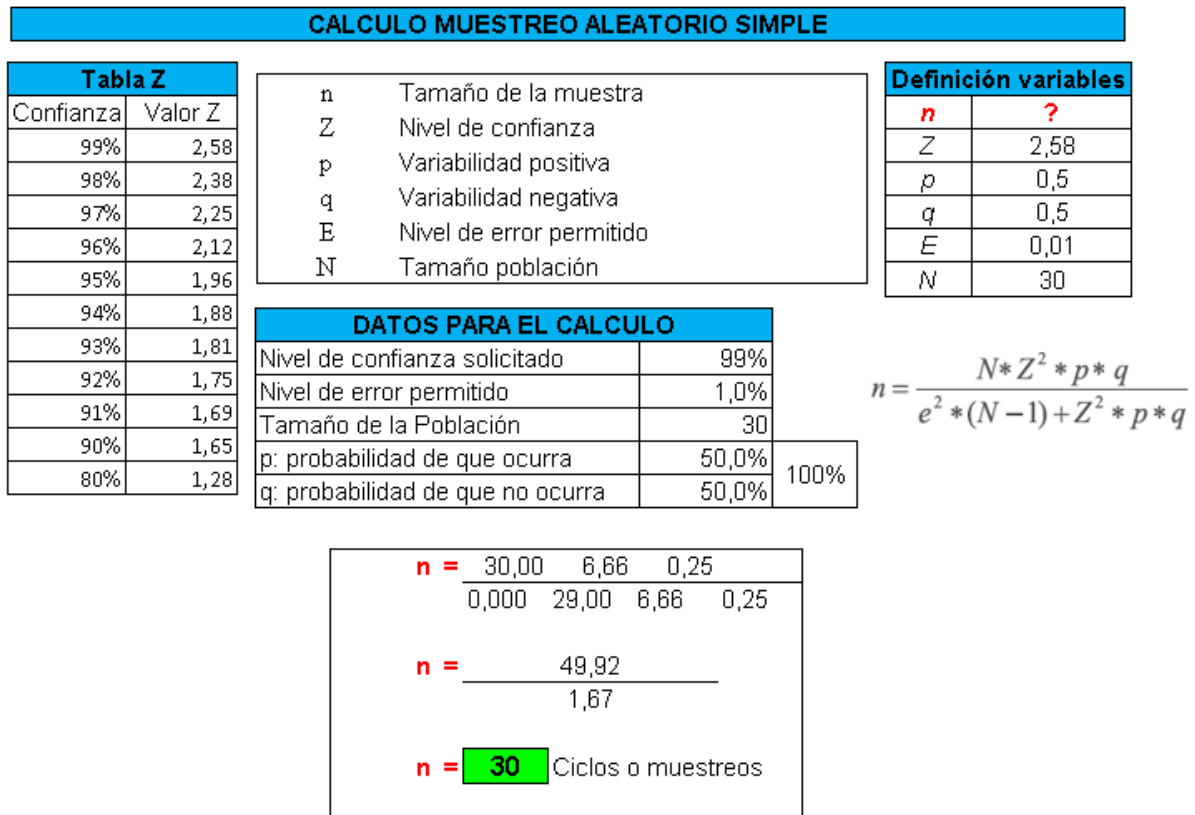 CALCULO MUESTREO ALEATORIO SIMPLE
Tabla Z
Confianza Valor Z
99% 2,58
98% 2,38
97% 2,25
96% 2,12
95% 1,96
94% 1,88
93% 1,81
92% 1,75
91% 1,69
90% 1,65
80% 1,28
n Tamaño de la muestra
Z Nivel de confianza
p Variabilidad positiva
q Variabilidad negativa
E Nivel de error permitido
N Tamaño población
Definición variables
n ?
Z 2,58
p 0,5
q 0,5
E 0,01
N 30
DATOS PARA EL CALCULO
Nivel de confianza solicitado 99%
Nivel de error permitido 1,0%
Tamaño de la Población 30
p: probabilidad de que ocurra 50,0%
q: probabilidad de que no ocurra 50,0%
100%
n = N* Z² * p* q
e² *(N −1)+ Z² * p* q
n = 30,00 6,66 0,25
0,000 29,00 6,66 0,25
n = 49,92
1,67
n = 30 Ciclos o muestreos